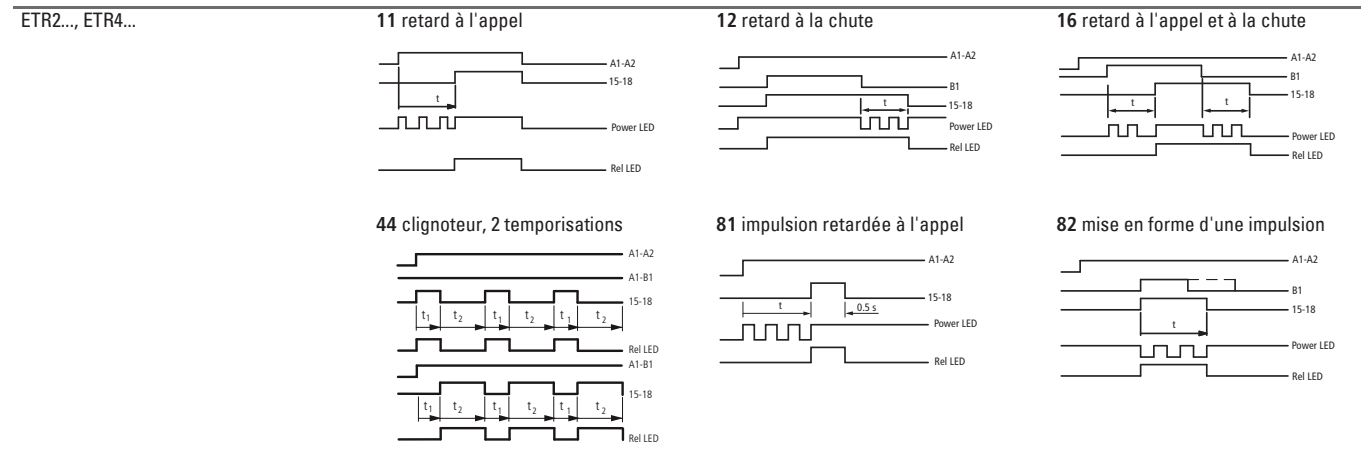 ETR2..., ETR4...
11 retard à l'appel
A1-A2
15-18
t
Power LED
Rel LED
12 retard à la chute
A1-A2
B1
15-18
t
Power LED
Rel LED
16 retard à l'appel et à la chute
A1-A2
B1
15-18
t t
Power LED
Rel LED
44 clignoteur, 2 temporisations
A1-A2
A1-B1
15-18
t1 t2 t1 t2 t1 t2
Rel LED
A1-B1
15-18
t1 t2 t1 t2 t1 t2
Rel LED
81 impulsion retardée à l'appel
A1-A2
15-18
t 0.5 s
Power LED
Rel LED
82 mise en forme d'une impulsion
A1-A2
B1
15-18
t
Power LED
Rel LED